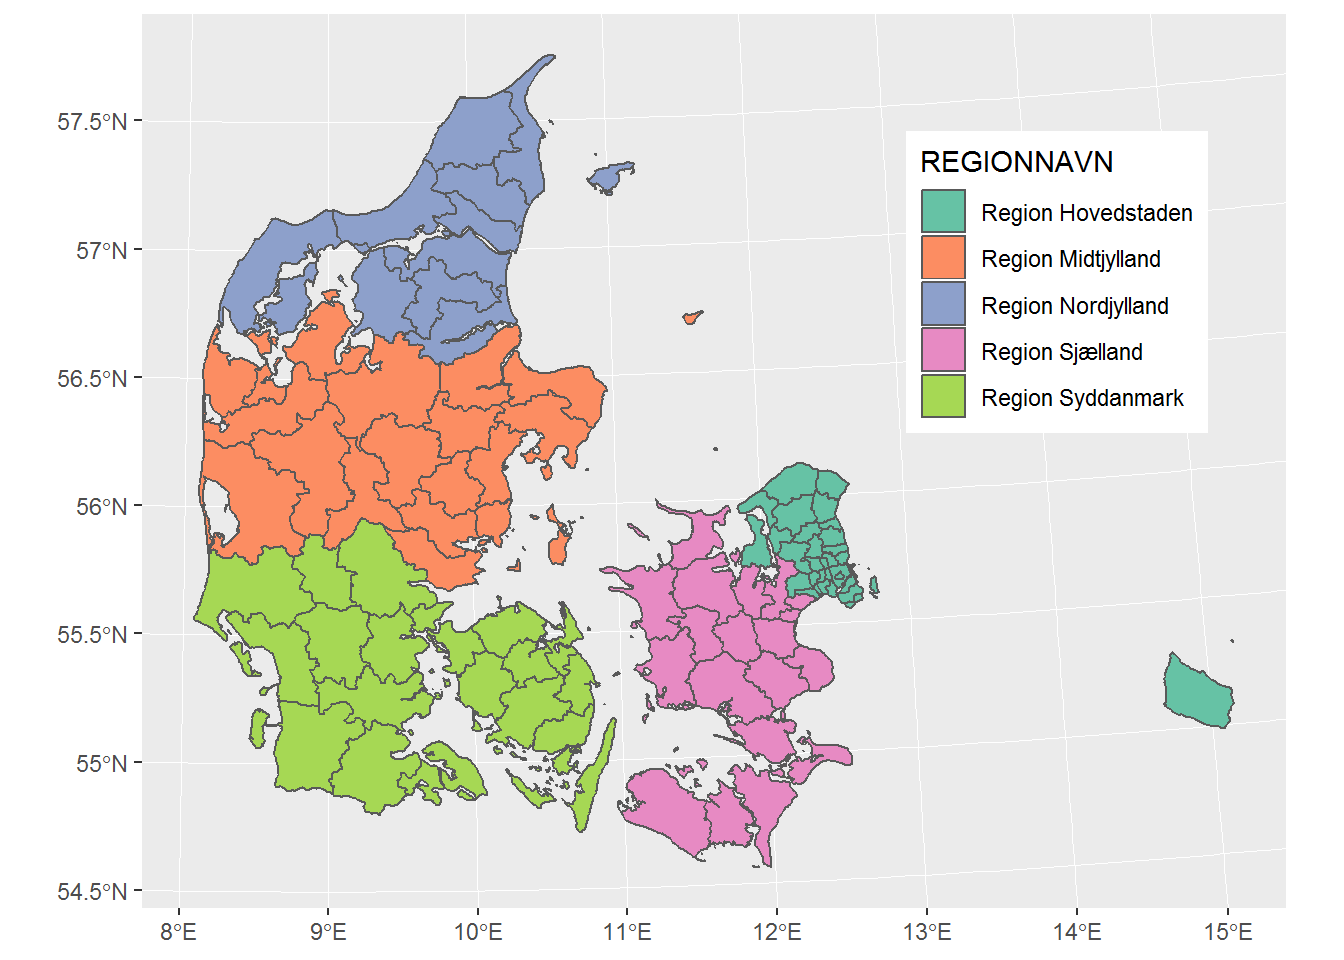 57.5°N
57°N
56.5°N
56°N
55.5°N
55°N
54.5°N
REGIONNAVN
Region Hovedstaden
Region Midtjylland
Region Nordjylland
Region Sjælland
Region Syddanmark
8°E 9°E 10°E 11°E 12°E 13°E 14°E 15°E